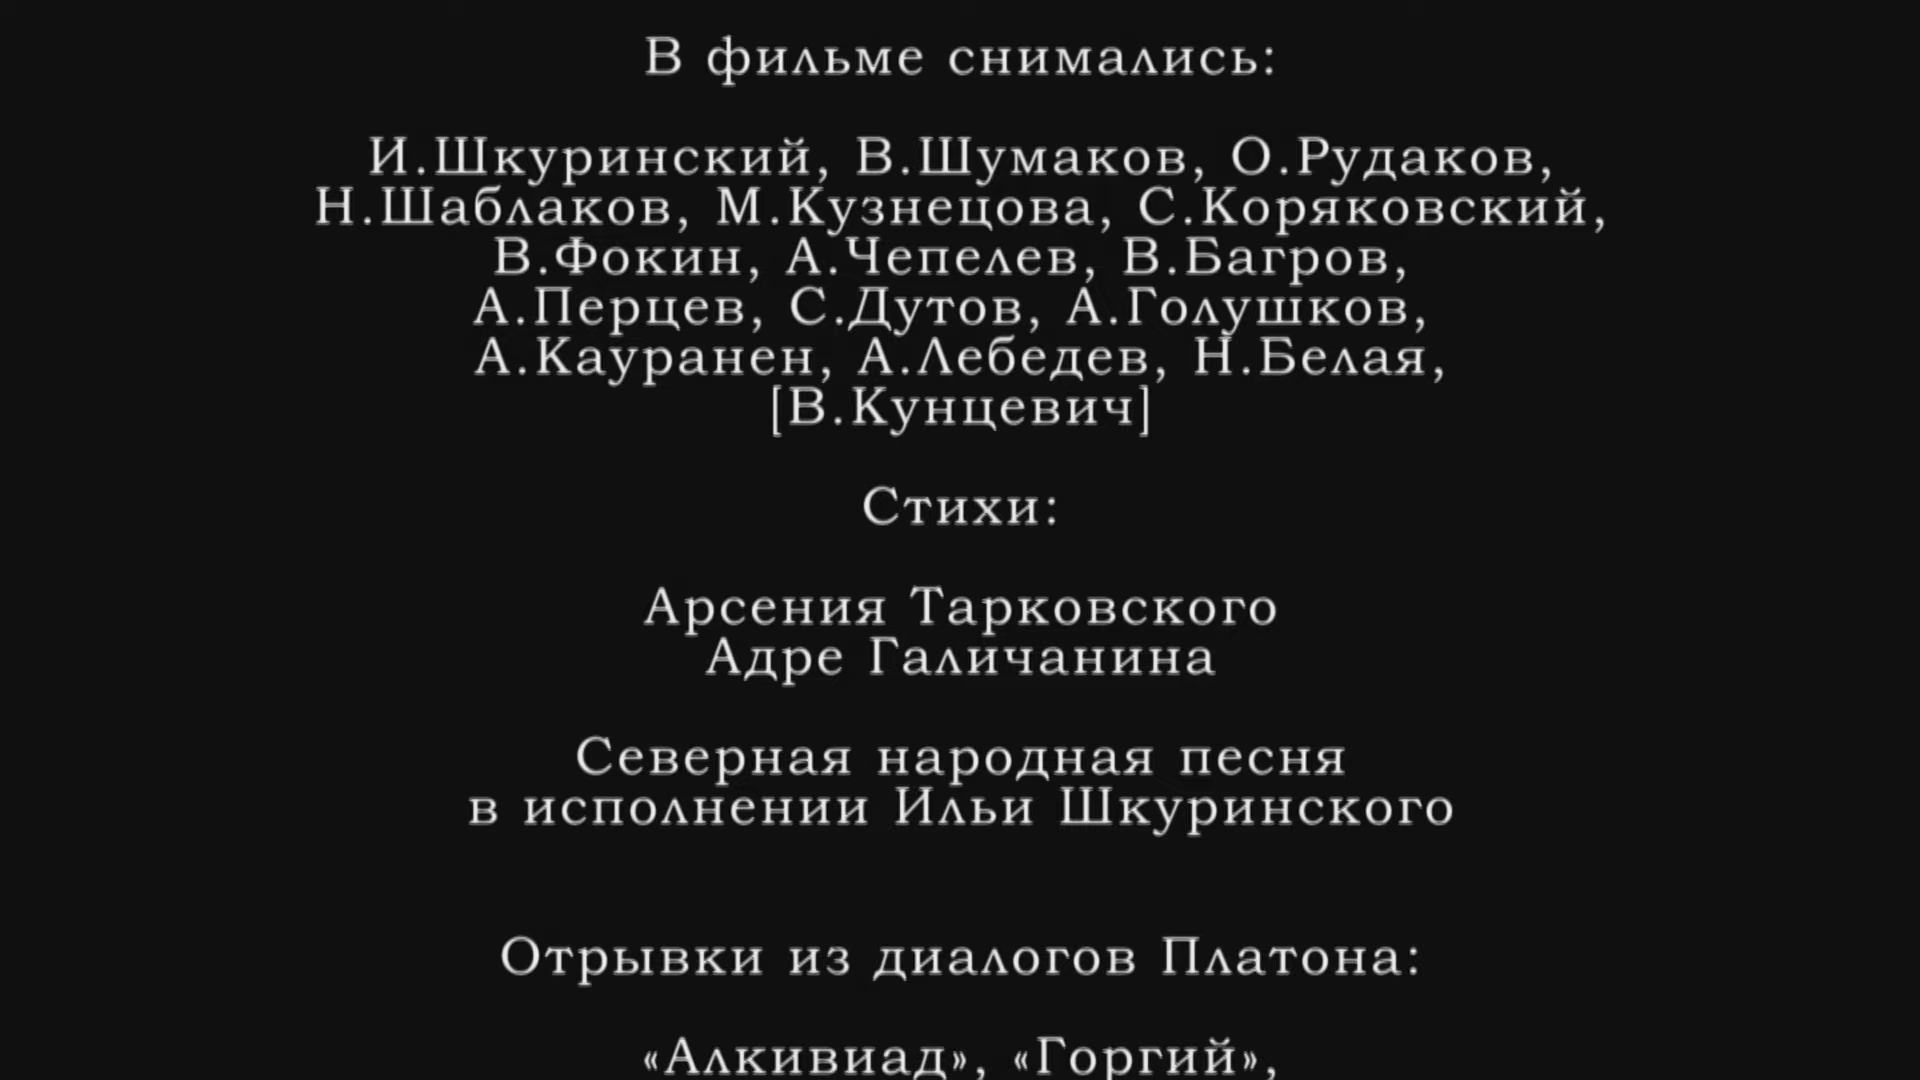 В фильме снимались:
И.Шкуринский, В.Шумаков, О.Рудаков,
Н.Шаблаков, М.Кузнецова, С.Коряковский,
В.Фокин, А.Чепелев, В.Багров,
А.Перцев, С.Дутов, А.Голушков,
А.Кауранен, А.Лебедев, Н.Белая,
[В.Кунцевич]
Стихи:
Арсения Тарковского
Адре Галичанина
Северная народная песня
в исполнении Ильи Шкуринского
Отрывки из диалогов Платона:
«Алкивиад», «Горгий»,